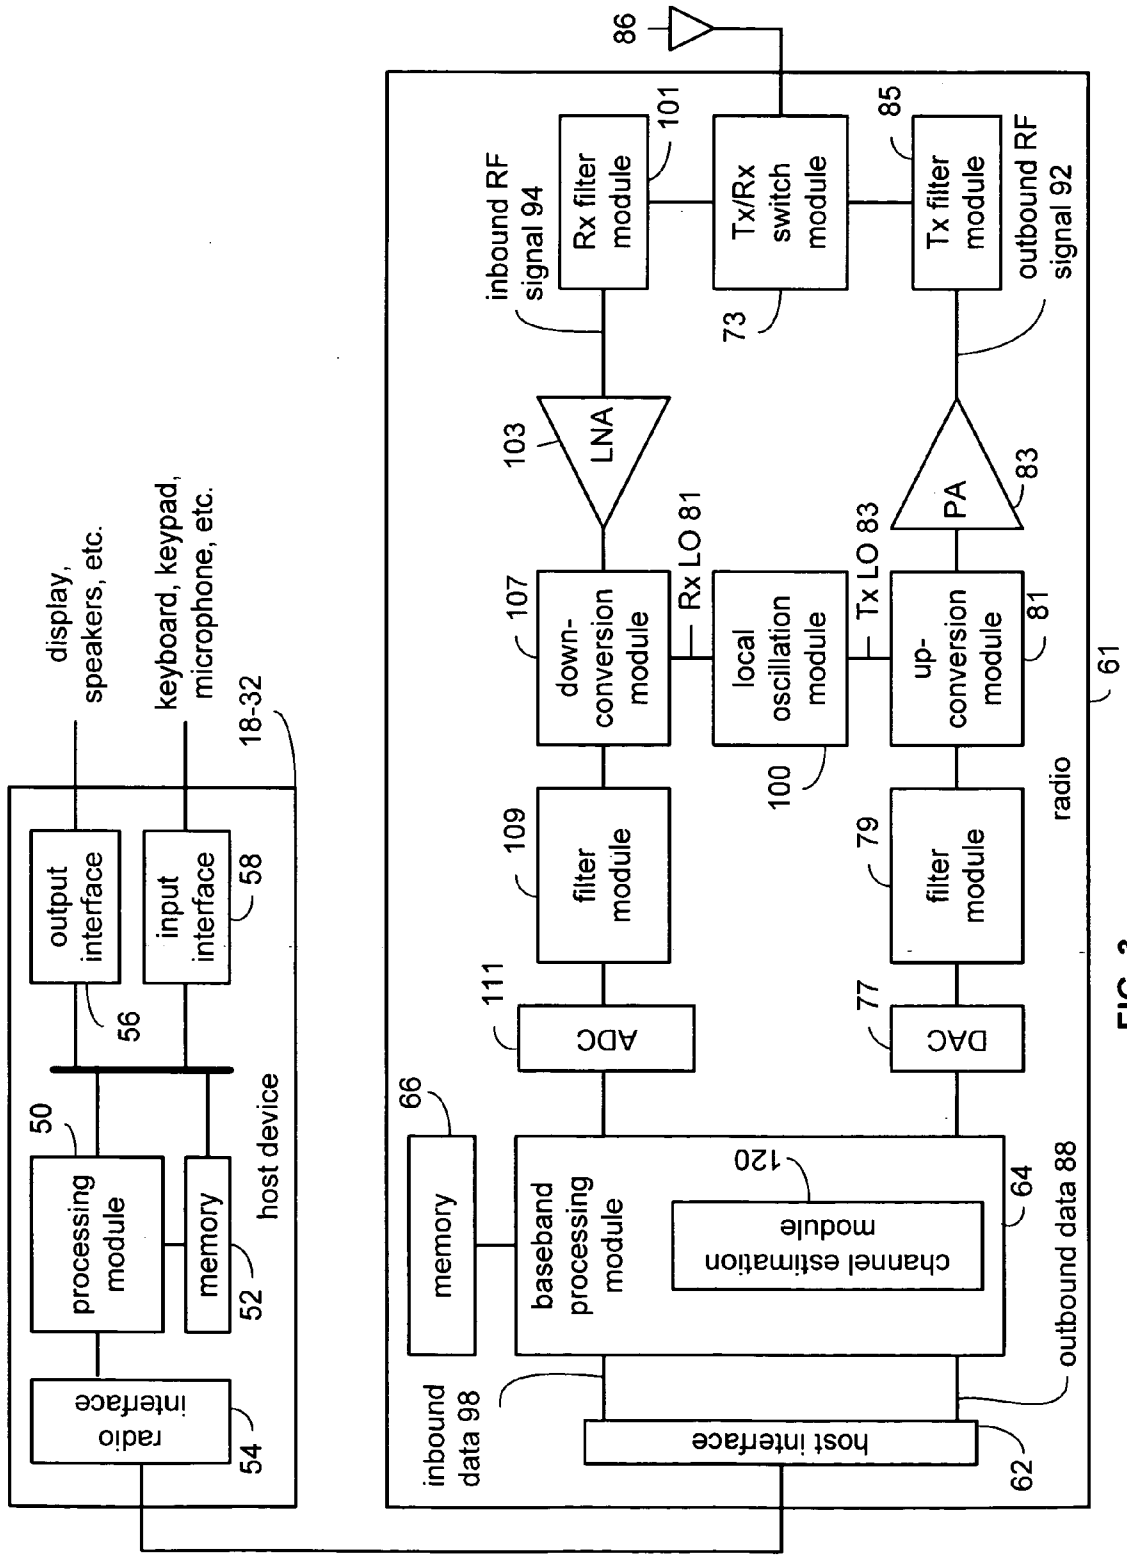 radio
interface
54
processing
module
50
memory
52
56
output
interface
input
interface
58
host device
display,
speakers, etc.
keyboard, keypad,
microphone, etc.
18-32
inbound
data 98
host interface
62
memory
66
baseband
processing
module
channel estimation
module
120
64
outbound data 88
111
ADC
77
DAC
109
filter
module
79
filter
module
107
down-
conversion
module
Rx LO 81
local
oscillation
module
100
Tx LO 83
up-
conversion
module
81
103
LNA
PA
83
inbound RF
signal 94
Rx filter
module
101
Tx/Rx
switch
module
73
85
Tx filter
module
outbound RF
signal 92
86
radio
61